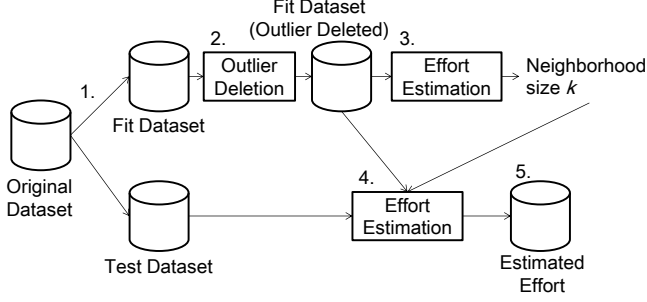 Fit Dataset
(Outlier Deleted)
2.
3.
Outlier
Deletion
Effort
Estimation
Neighborhood
size k
1.
Fit Dataset
Original
Dataset
4.
5.
Effort
Estimation
Test Dataset
Estimated
Effort